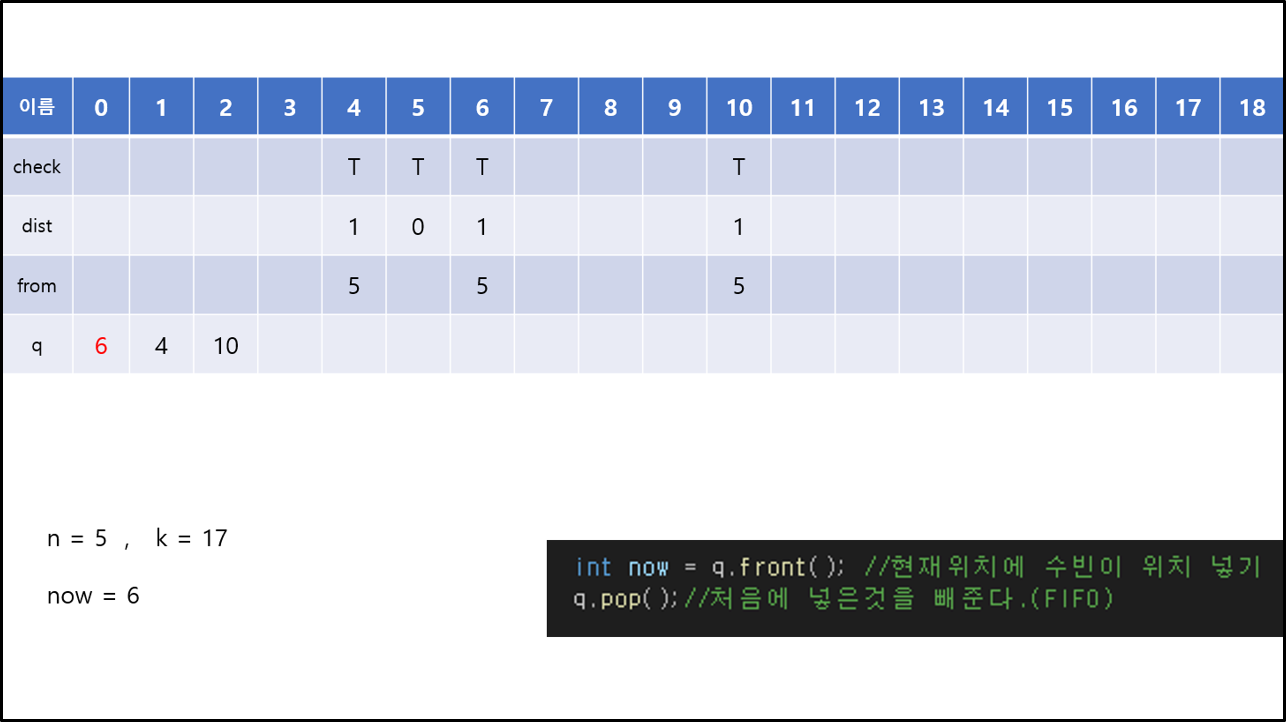 이름 0 1 2 3 4 5 6 7 8 9 10 11 12 13 14 15 16 17 18
check T T T T
dist 1 0 1 1
from 5 5 5
q 6 4 10
n = 5 , k = 17
now = 6
int now = q.front(); //현재위치에 수빈이 위치 넣기
q.pop();//처음에 넣은것을 빼준다.(FIFO)